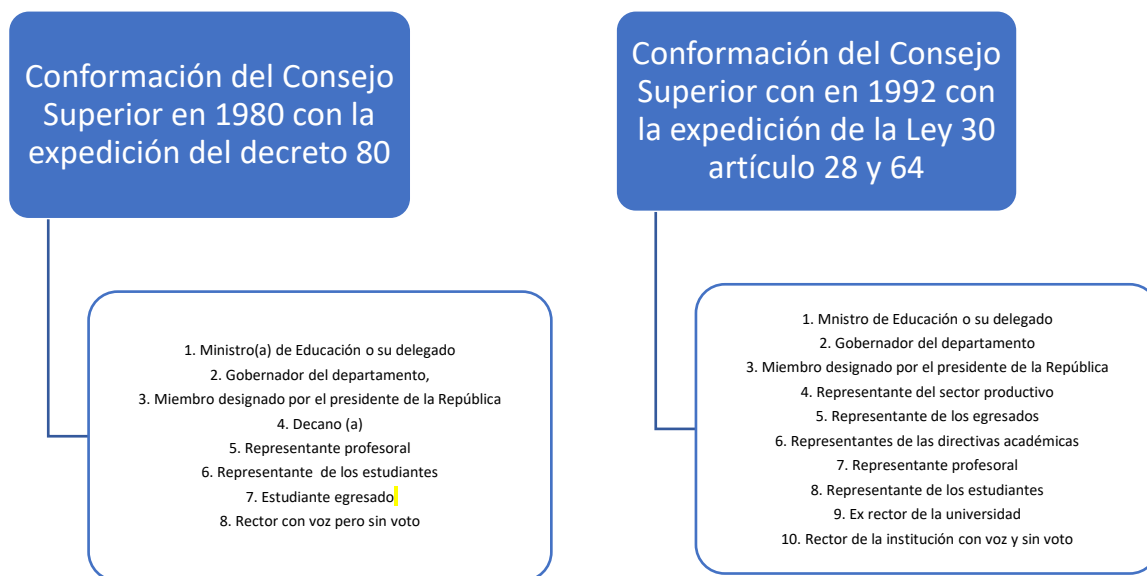 Conformación del Consejo
Superior en 1980 con la
expedición del decreto 80
1. Ministro(a) de Educación o su delegado
2. Gobernador del departamento,
3. Miembro designado por el presidente de la República
4. Decano (a)
5. Representante profesoral
6. Representante de los estudiantes
7. Estudiante egresado
8. Rector con voz pero sin voto
Conformación del Consejo
Superior con en 1992 con
la expedición de la Ley 30
artículo 28 y 64
1. Mnistro de Educación o su delegado
2. Gobernador del departamento
3. Miembro designado por el presidente de la República
4. Representante del sector productivo
5. Representante de los egresados
6. Representantes de las directivas académicas
7. Representante profesoral
8. Representante de los estudiantes
9. Ex rector de la universidad
10. Rector de la institución con voz y sin voto